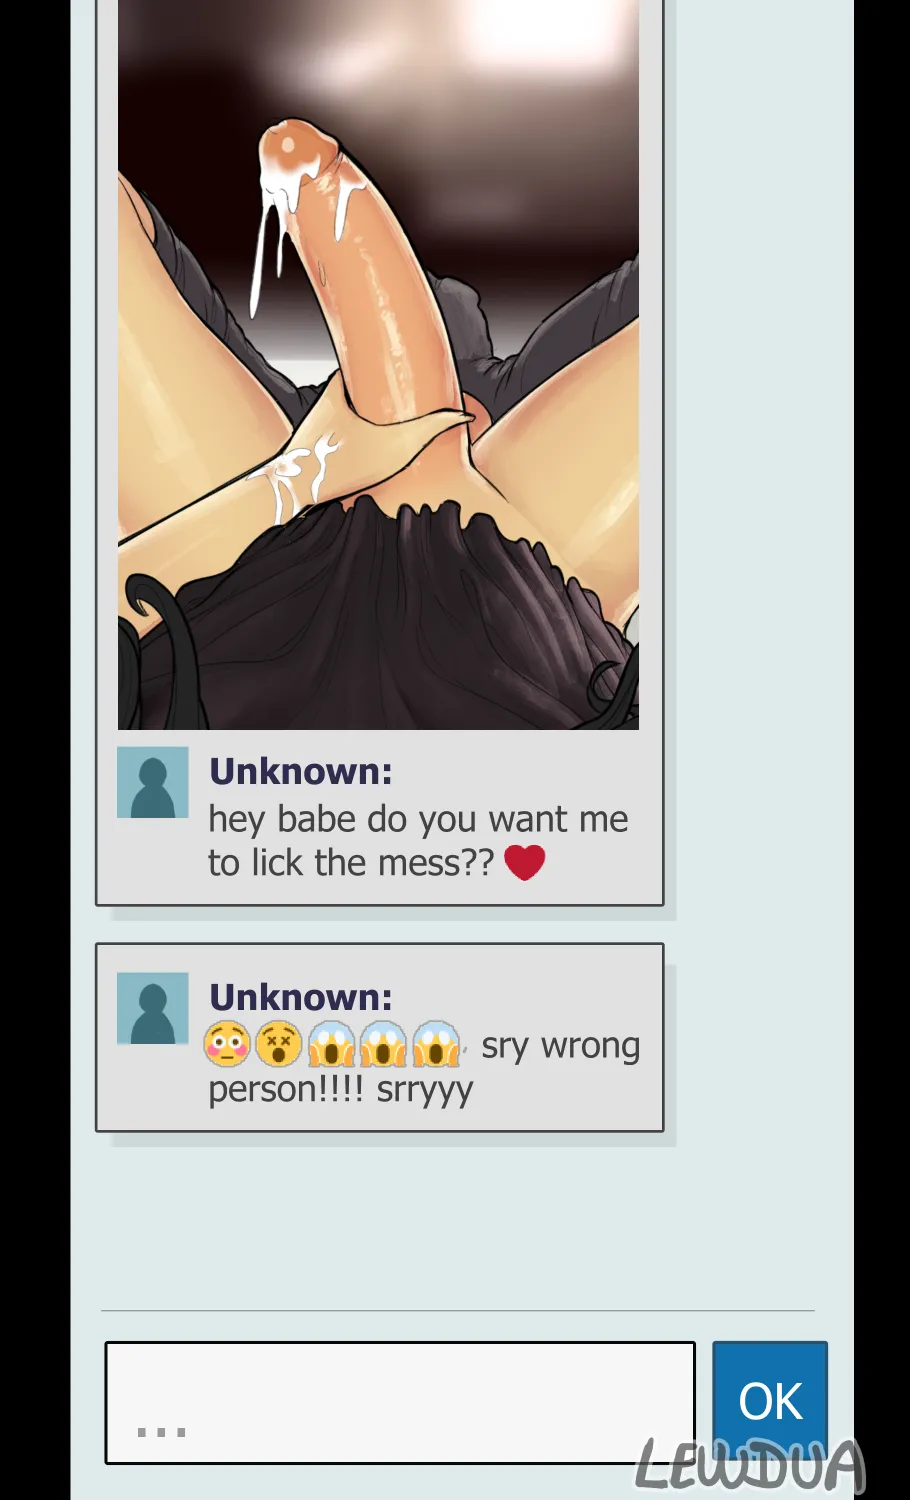 Unknown:
hey babe do you want me
to lick the mess?? ❤️
Unknown:
😳😵😱😱😱, sry wrong
person!!!! srryyy
...
OK
LEWDUA